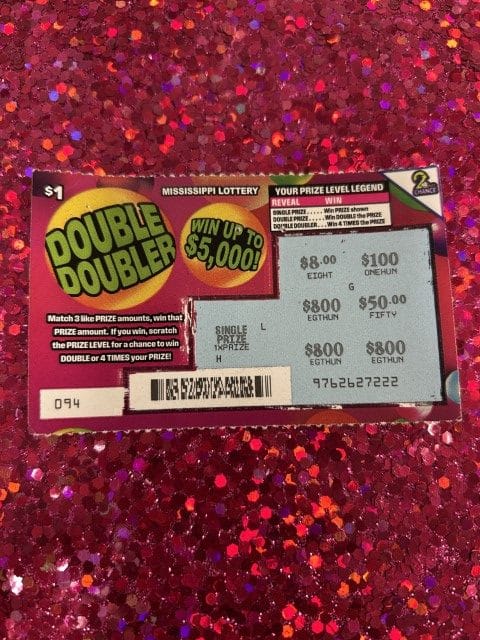 $1
MISSISSIPPI LOTTERY
YOUR PRIZE LEVEL LEGEND
2ND CHANCE
REVEAL WIN
SINGLE PRIZE..... Win PRIZE shown
DOUBLE PRIZE..... Win DOUBLE the PRIZE
DOUBLE DOUBLER... Win 4 TIMES the PRIZE
DOUBLE
DOUBLER
WIN UP TO
$5,000!
Match 3 like PRIZE amounts, win that
PRIZE amount. If you win, scratch
the PRIZE LEVEL for a chance to win
DOUBLE or 4 TIMES your PRIZE!
$8.00 $100
EIGHT ONEHUN
G
$800 $50.00
EGTHUN FIFTY
L
SINGLE
PRIZE
1XPRIZE
H
$800 $800
EGTHUN EGTHUN
9762627222
094